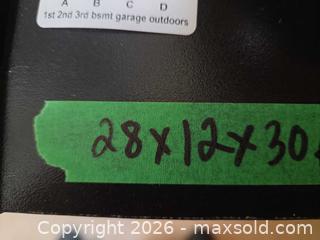 A B C D
1st 2nd 3rd bsmt garage outdoors
28x12x30
Copyright 2026 - maxsold.com